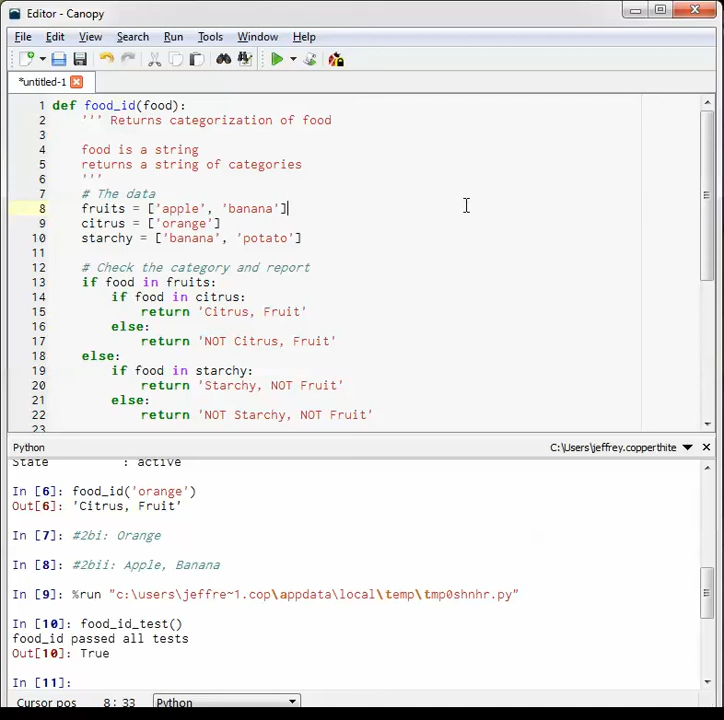 Editor - Canopy
File Edit View Search Run Tools Window Help
*untitled-1
1 def food_id(food):
2 ''' Returns categorization of food
3
4 food is a string
5 returns a string of categories
6 '''
7 # The data
8 fruits = ['apple', 'banana']
9 citrus = ['orange']
10 starchy = ['banana', 'potato']
11
12 # Check the category and report
13 if food in fruits:
14 if food in citrus:
15 return 'Citrus, Fruit'
16 else:
17 return 'NOT Citrus, Fruit'
18 else:
19 if food in starchy:
20 return 'Starchy, NOT Fruit'
21 else:
22 return 'NOT Starchy, NOT Fruit'
23
Python C:\Users\jeffrey.copperthite
State : active
In [6]: food_id('orange')
Out[6]: 'Citrus, Fruit'
In [7]: #2bi: Orange
In [8]: #2bii: Apple, Banana
In [9]: %run "c:\users\jeffre~1.cop\appdata\local\temp\tmp0shnhr.py"
In [10]: food_id_test()
food_id passed all tests
Out[10]: True
In [11]:
Cursor pos 8: 33 Python